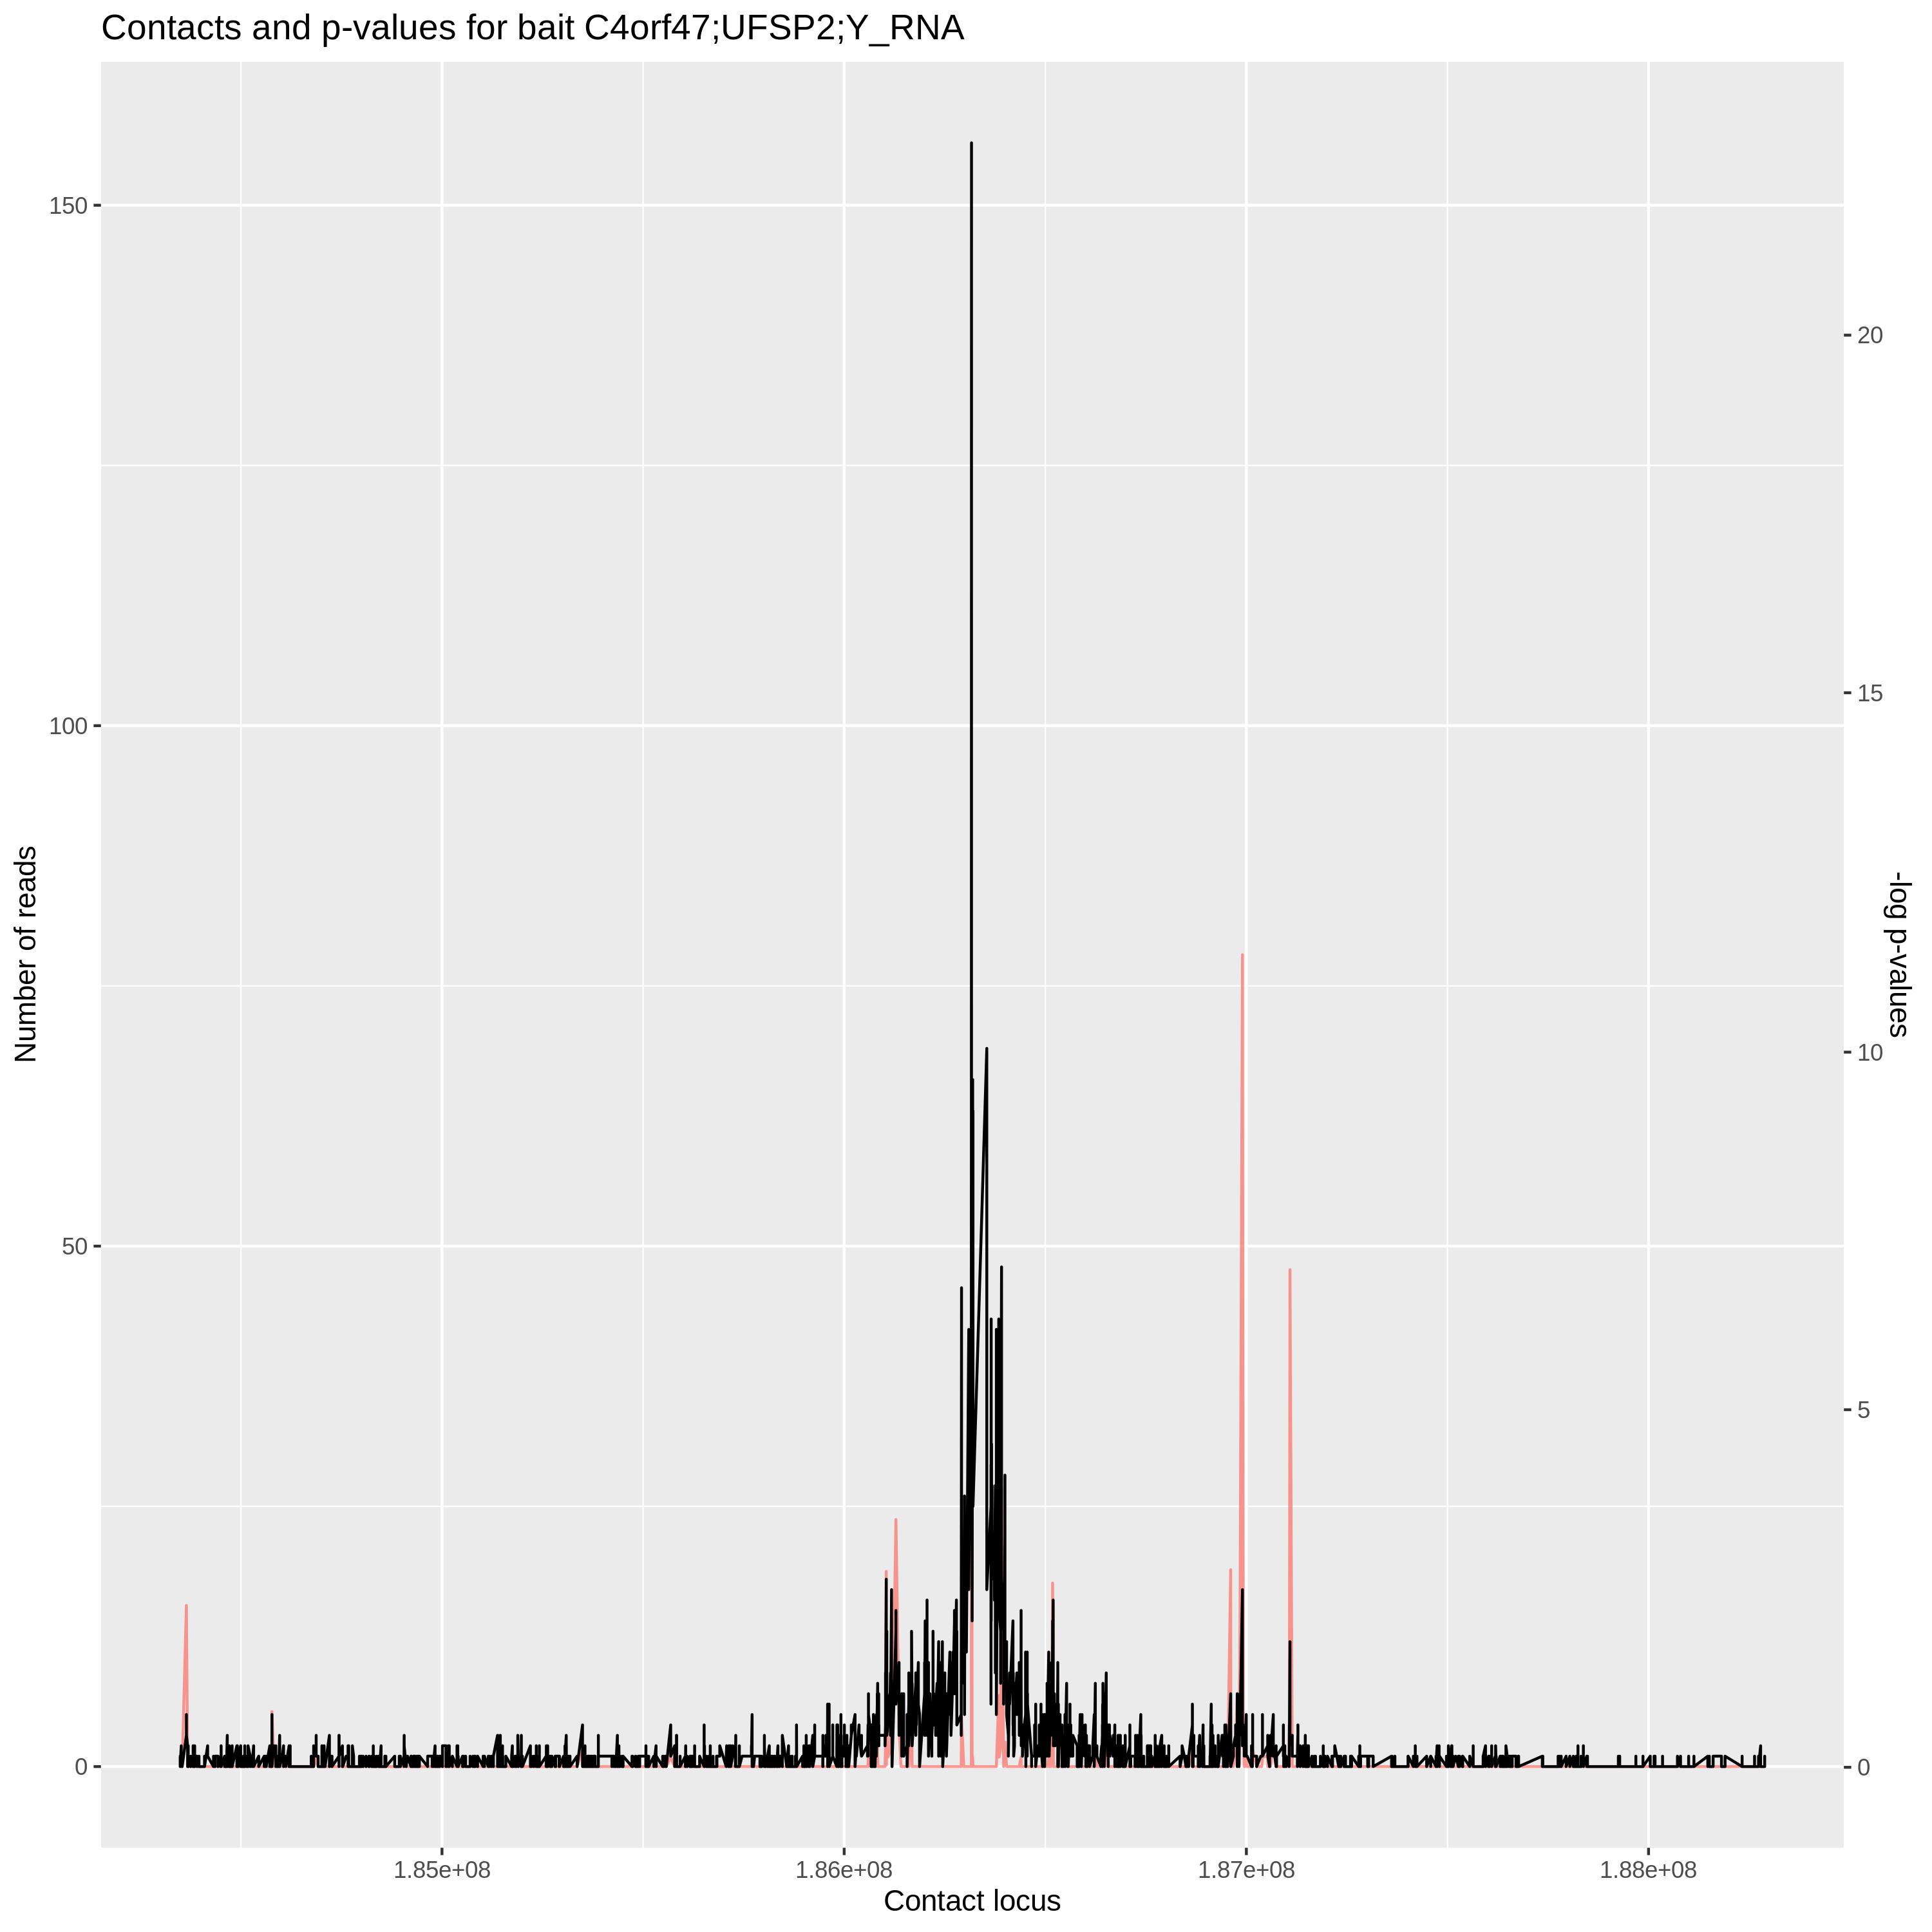 Contacts and p-values for bait C4orf47;UFSP2;Y_RNA
150
100
50
0
Number of reads
20
15
10
5
0
-log p-values
1.85e+08
1.86e+08
1.87e+08
1.88e+08
Contact locus